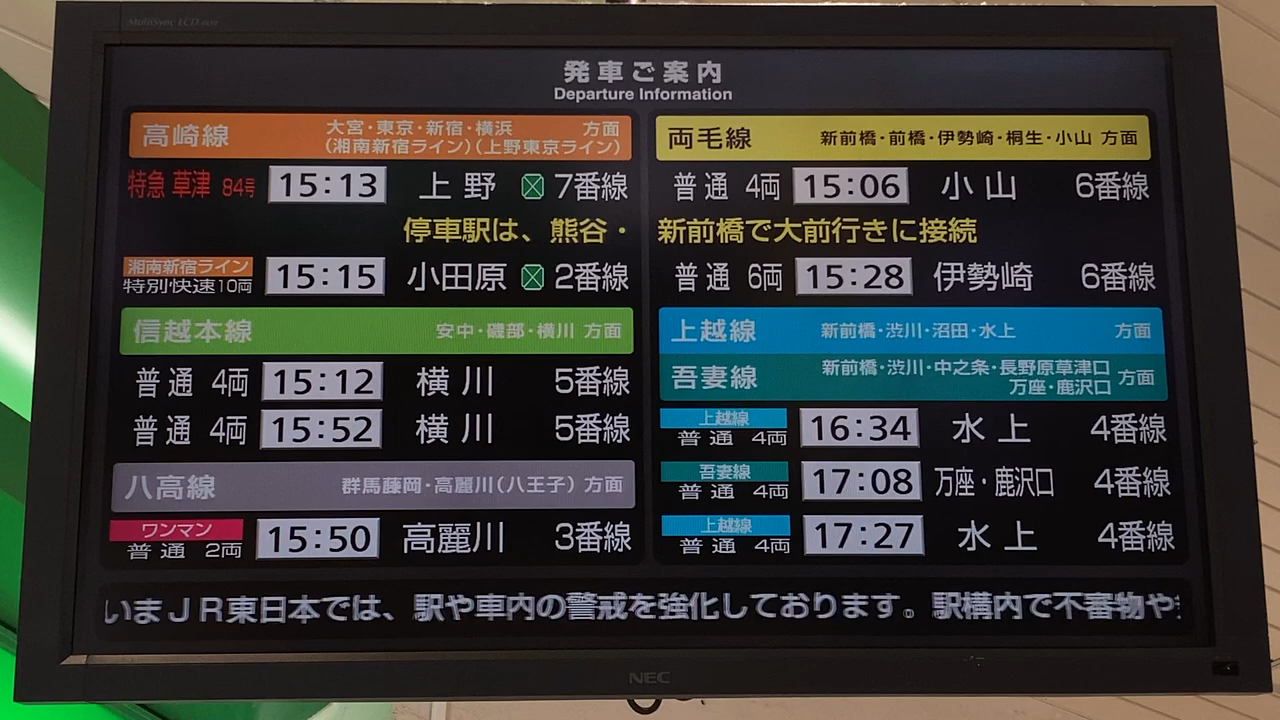 MultiSync LCD
発車ご案内
Departure Information
高崎線 大宮・東京・新宿・横浜 方面
(湘南新宿ライン)(上野東京ライン)
特急 草津 84号 15:13 上野 7番線
停車駅は、熊谷・
湘南新宿ライン
特別快速10両 15:15 小田原 2番線
信越本線 安中・磯部・横川 方面
普通 4両 15:12 横川 5番線
普通 4両 15:52 横川 5番線
八高線 群馬藤岡・高麗川(八王子) 方面
ワンマン
普通 2両 15:50 高麗川 3番線
両毛線 新前橋・前橋・伊勢崎・桐生・小山 方面
普通 4両 15:06 小山 6番線
新前橋で大前行きに接続
普通 6両 15:28 伊勢崎 6番線
上越線 新前橋・渋川・沼田・水上 方面
吾妻線 新前橋・渋川・中之条・長野原草津口
万座・鹿沢口 方面
上越線
普通 4両 16:34 水上 4番線
吾妻線
普通 4両 17:08 万座・鹿沢口 4番線
上越線
普通 4両 17:27 水上 4番線
いまJR東日本では、駅や車内の警戒を強化しております。駅構内で不審物や
NEC